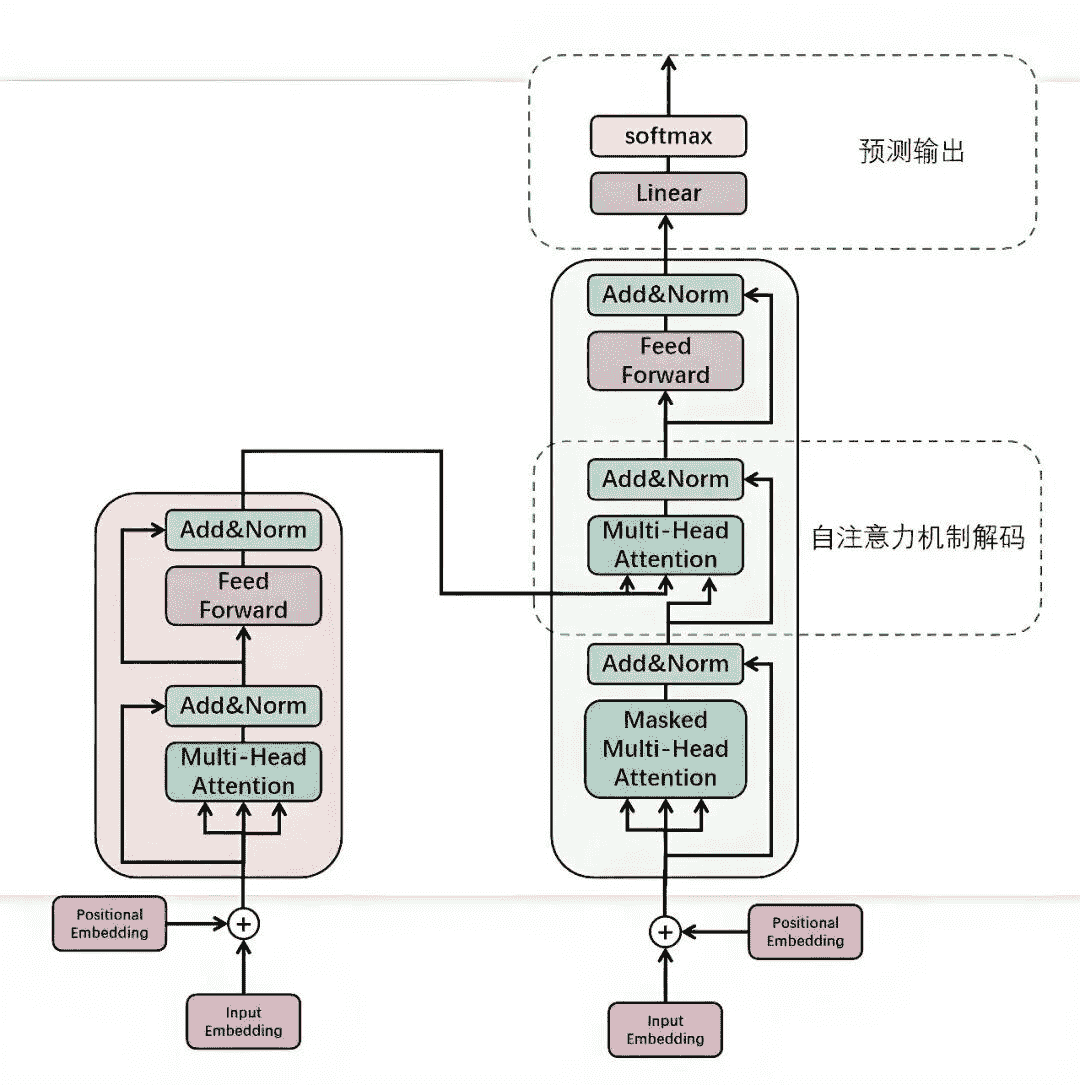 softmax
预测输出
Linear
Add&Norm
Feed
Forward
Add&Norm
Multi-Head
Attention
自注意力机制解码
Add&Norm
Masked
Multi-Head
Attention
Add&Norm
Feed
Forward
Add&Norm
Multi-Head
Attention
Positional
Embedding
Input
Embedding
Positional
Embedding
Input
Embedding